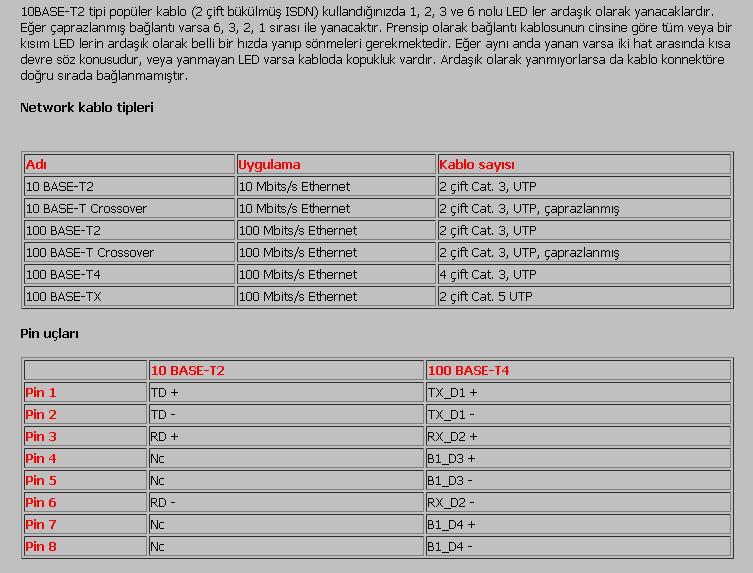 10BASE-T2 tipi popüler kablo (2 çift bükülmüş ISDN) kullandığınızda 1, 2, 3 ve 6 nolu LED ler ardaşık olarak yanacaklardır.
Eğer çaprazlanmış bağlantı varsa 6, 3, 2, 1 sırası ile yanacaktır. Prensip olarak bağlantı kablosunun cinsine göre tüm veya bir
kısım LED lerin ardaşık olarak belli bir hızda yanıp sönmeleri gerekmektedir. Eğer aynı anda yanan varsa iki hat arasında kısa
devre söz konusudur, veya yanmayan LED varsa kabloda kopukluk vardır. Ardaşık olarak yanmıyorlarsa da kablo konnektöre
doğru sırada bağlanmamıştır.
Network kablo tipleri
Adı Uygulama Kablo sayısı
10 BASE-T2 10 Mbits/s Ethernet 2 çift Cat. 3, UTP
10 BASE-T Crossover 10 Mbits/s Ethernet 2 çift Cat. 3, UTP, çaprazlanmış
100 BASE-T2 100 Mbits/s Ethernet 2 çift Cat. 3, UTP
100 BASE-T Crossover 100 Mbits/s Ethernet 2 çift Cat. 3, UTP, çaprazlanmış
100 BASE-T4 100 Mbits/s Ethernet 4 çift Cat. 3, UTP
100 BASE-TX 100 Mbits/s Ethernet 2 çift Cat. 5 UTP
Pin uçları
10 BASE-T2 100 BASE-T4
Pin 1 TD + TX_D1 +
Pin 2 TD - TX_D1 -
Pin 3 RD + RX_D2 +
Pin 4 Nc B1_D3 +
Pin 5 Nc B1_D3 -
Pin 6 RD - RX_D2 -
Pin 7 Nc B1_D4 +
Pin 8 Nc B1_D4 -